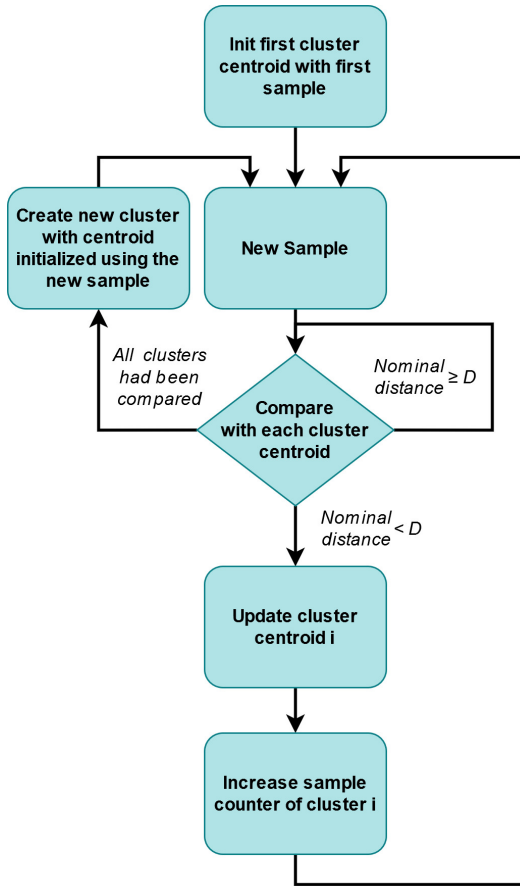 Init first cluster
centroid with first
sample
Create new cluster
with centroid
initialized using the
new sample
New Sample
All clusters
had been
compared
Nominal
distance ≥ D
Compare
with each cluster
centroid
Nominal
distance < D
Update cluster
centroid i
Increase sample
counter of cluster i